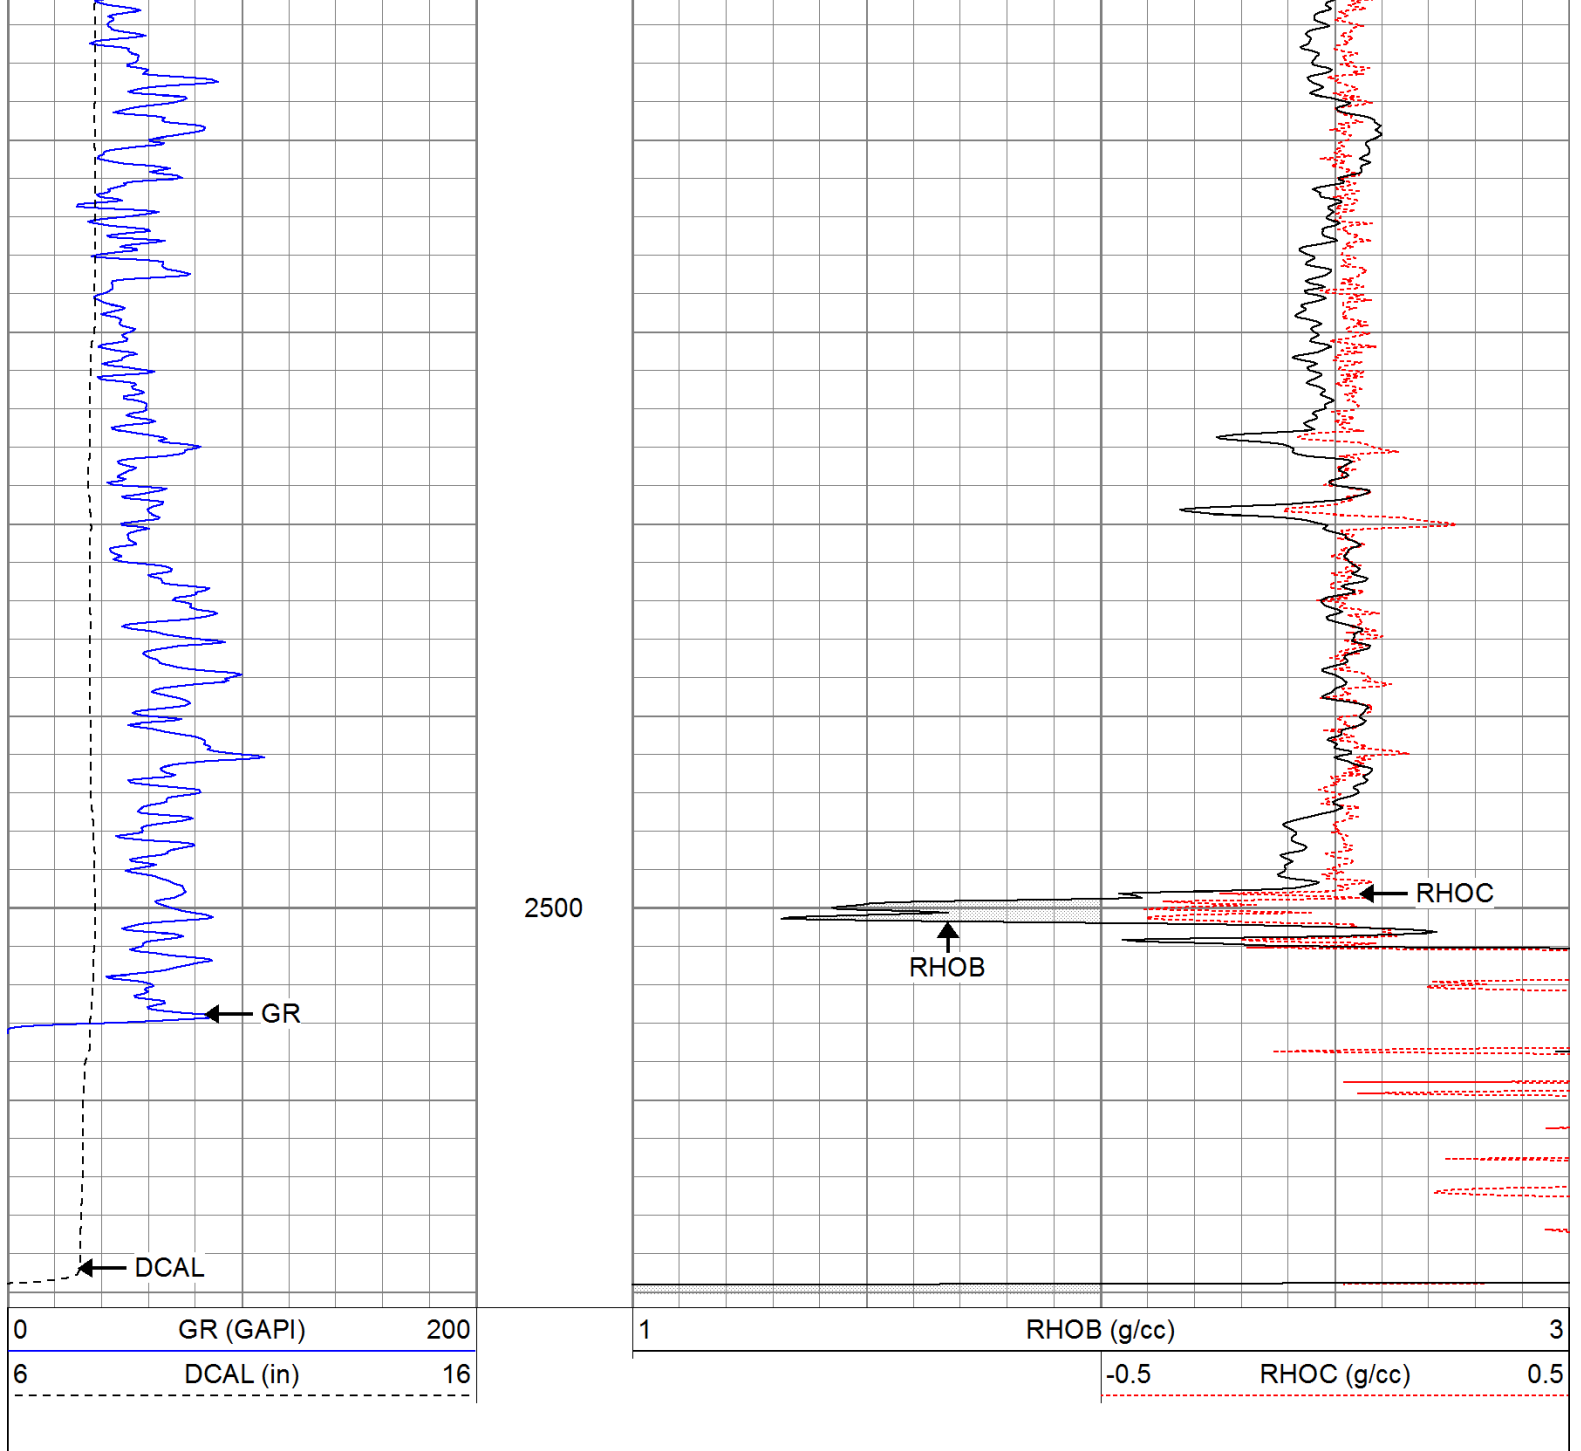 RHOC
2500
RHOB
GR
DCAL
0 GR (GAPI) 200 1 RHOB (g/cc) 3
6 DCAL (in) 16 -0.5 RHOC (g/cc) 0.5